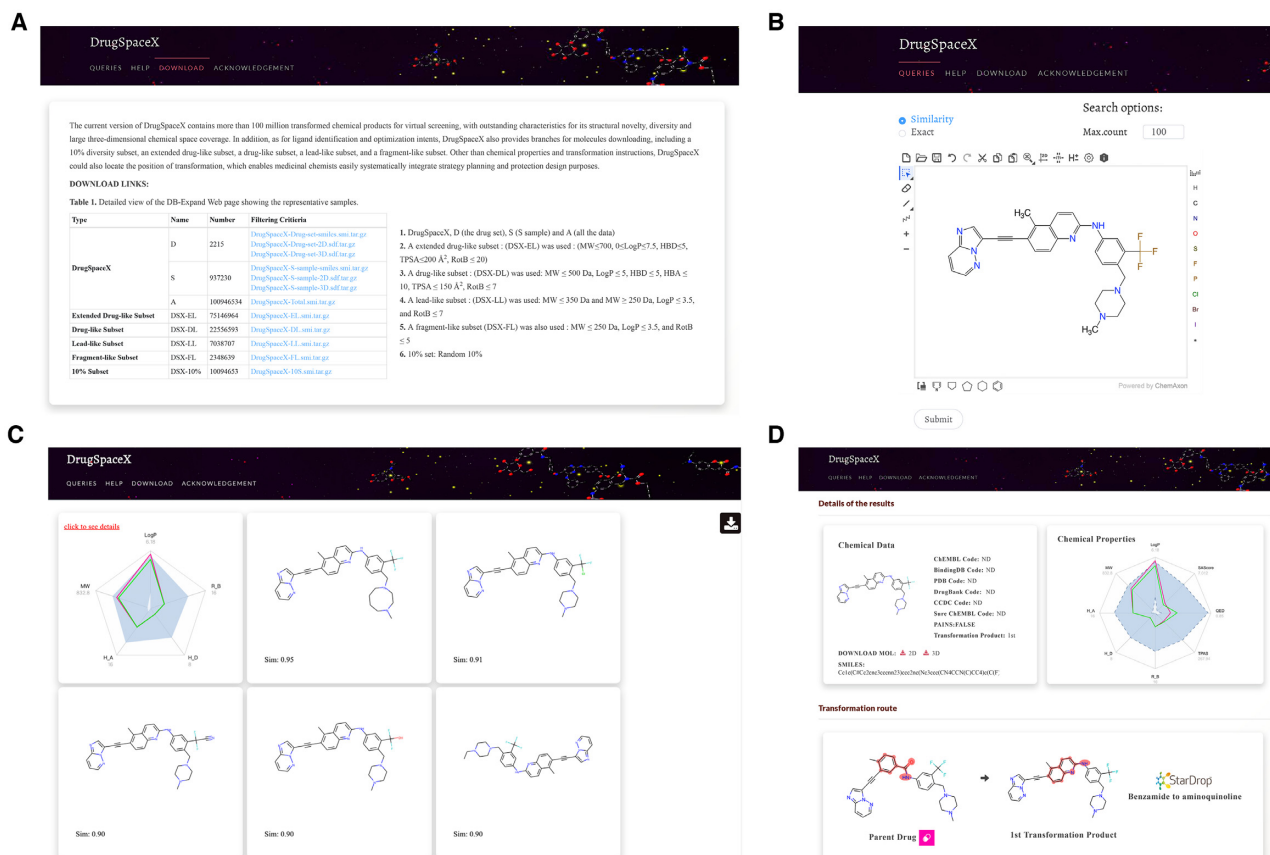 A
DrugSpaceX
QUERIES HELP DOWNLOAD ACKNOWLEDGEMENT
The current version of DrugSpaceX contains more than 100 million transformed chemical products for virtual screening, with outstanding characteristics for its structural novelty, diversity and
large three-dimensional chemical space coverage. In addition, as for ligand identification and optimization intents, DrugSpaceX also provides branches for molecules downloading, including a
10% diversity subset, an extended drug-like subset, a drug-like subset, a lead-like subset, and a fragment-like subset. Other than chemical properties and transformation instructions, DrugSpaceX
could also locate the position of transformation, which enables medicinal chemists easily systematically integrate strategy planning and protection design purposes.
DOWNLOAD LINKS:
Table 1. Detailed view of the DB-Expand Web page showing the representative samples.
Type Name Number Filtering Critieria
DrugSpaceX
D 2215
DrugSpaceX-Drug-set-smiles.smi.tar.gz
DrugSpaceX-Drug-set-2D.sdf.tar.gz
DrugSpaceX-Drug-set-3D.sdf.tar.gz
S 937230
DrugSpaceX-S-sample-smiles.smi.tar.gz
DrugSpaceX-S-sample-2D.sdf.tar.gz
DrugSpaceX-S-sample-3D.sdf.tar.gz
A 100946534 DrugSpaceX-Total.smi.tar.gz
Extended Drug-like Subset DSX-EL 75146964 DrugSpaceX-EL.smi.tar.gz
Drug-like Subset DSX-DL 22556593 DrugSpaceX-DL.smi.tar.gz
Lead-like Subset DSX-LL 7038707 DrugSpaceX-LL.smi.tar.gz
Fragment-like Subset DSX-FL 2348639 DrugSpaceX-FL.smi.tar.gz
10% Subset DSX-10% 10094653 DrugSpaceX-10S.smi.tar.gz
1. DrugSpaceX, D (the drug set), S (S sample) and A (all the data)
2. A extended drug-like subset : (DSX-EL) was used : (MW≤700, 0≤LogP≤7.5, HBD≤5,
TPSA≤200 Å², RotB ≤ 20)
3. A drug-like subset : (DSX-DL) was used: MW ≤ 500 Da, LogP ≤ 5, HBD ≤ 5, HBA ≤
10, TPSA ≤ 150 Å², RotB ≤ 7
4. A lead-like subset : (DSX-LL) was used: MW ≤ 350 Da and MW ≥ 250 Da, LogP ≤ 3.5,
and RotB ≤ 7
5. A fragment-like subset (DSX-FL) was also used : MW ≤ 250 Da, LogP ≤ 3.5, and RotB
≤ 5
6. 10% set: Random 10%
B
DrugSpaceX
QUERIES HELP DOWNLOAD ACKNOWLEDGEMENT
Similarity
Exact
Search options:
Max.count 100
H
C
N
O
S
F
P
Cl
Br
I
*
H₃C
NH
N
F
F
F
N
N
N
N
N
CH₃
H₃C
Powered by ChemAxon
Submit
C
DrugSpaceX
QUERIES HELP DOWNLOAD ACKNOWLEDGEMENT
click to see details
LogP
R_B
H_D
H_A
MW
Sim: 0.95
Sim: 0.91
Sim: 0.90
Sim: 0.90
Sim: 0.90
D
DrugSpaceX
QUERIES HELP DOWNLOAD ACKNOWLEDGEMENT
Details of the results
Chemical Data
ChEMBL Code: ND
BindingDB Code: ND
PDB Code: ND
DrugBank Code: ND
CCDC Code: ND
Sure ChEMBL Code: ND
PAINS:FALSE
Transformation Product: 1st
DOWNLOAD MOL: 2D 3D
SMILES:
Chemical Properties
LogP
SAScore
QED
TPSA
R_B
H_D
H_A
MW
Transformation route
Parent Drug
1st Transformation Product
StarDrop
Benzamide to aminoquinoline